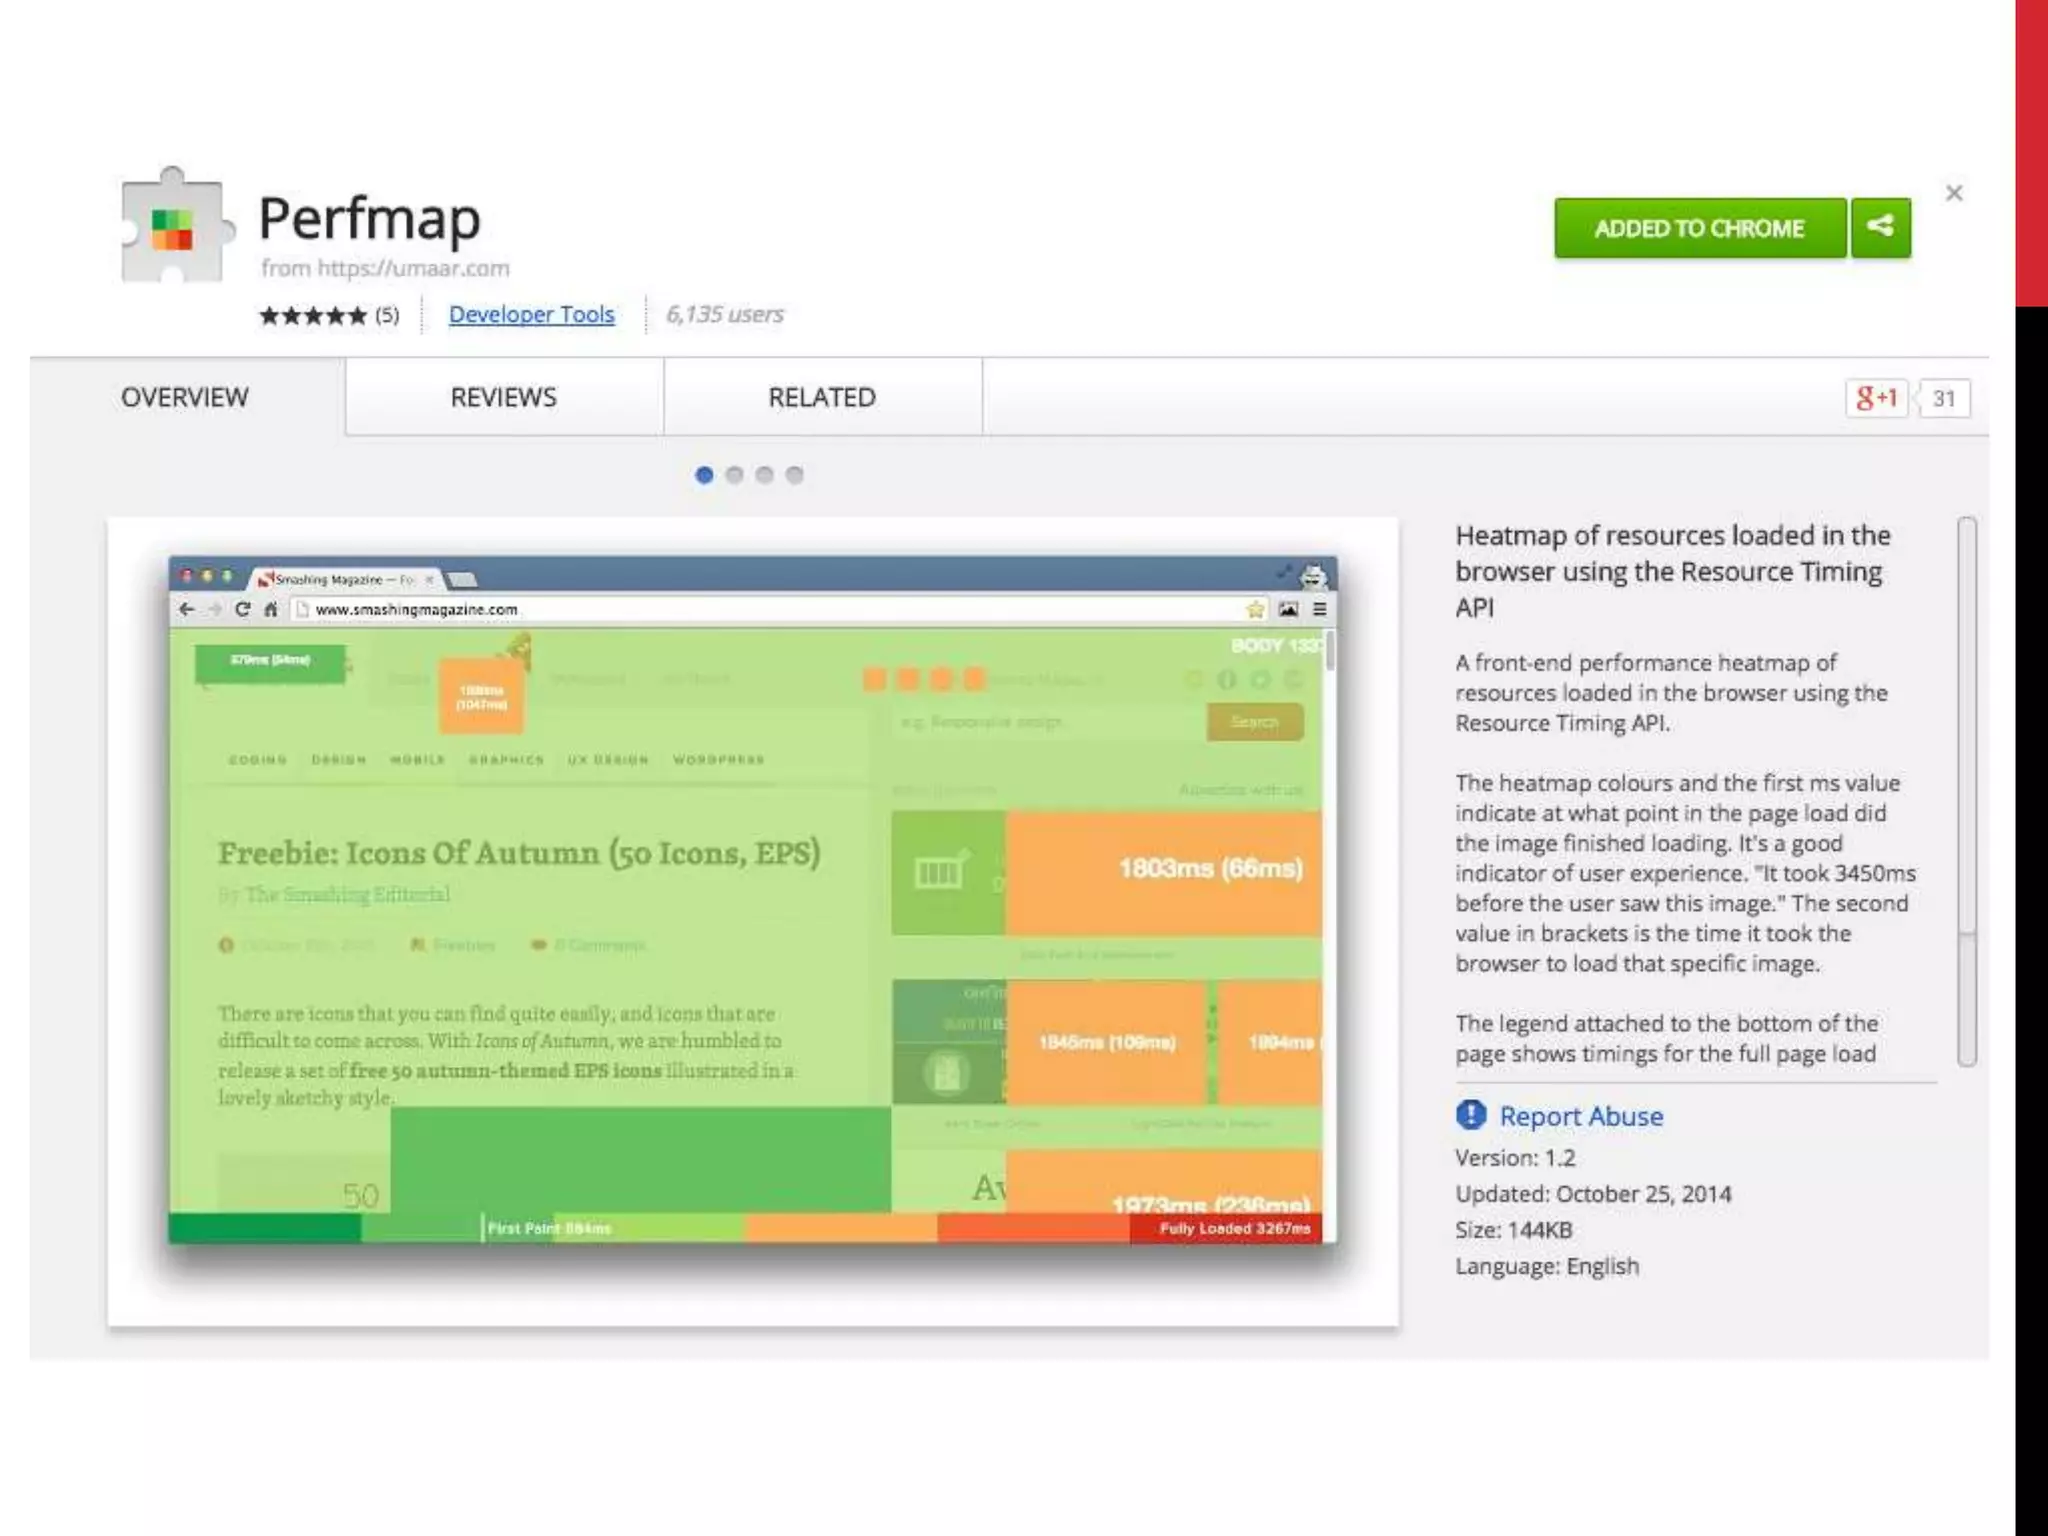 Perfmap
from https://umaar.com
★★★★★ (5)
Developer Tools
6,135 users
ADDED TO CHROME
OVERVIEW
REVIEWS
RELATED
g+1
31
Smashing Magazine — Fo
www.smashingmagazine.com
BODY 133
(1047ms)
Search
CODING DESIGN MOBILE GRAPHICS UX DESIGN WORDPRESS
Advertise with us
Freebie: Icons Of Autumn (50 Icons, EPS)
By The Smashing Editorial
Freebies
0 Comments
1803ms (66ms)
There are icons that you can find quite easily, and icons that are
difficult to come across. With Icons of Autumn, we are humbled to
release a set of free 50 autumn-themed EPS icons illustrated in a
lovely sketchy style.
50
Av
1973ms (236ms)
First Paint
Fully Loaded 3267ms
Heatmap of resources loaded in the
browser using the Resource Timing
API
A front-end performance heatmap of
resources loaded in the browser using the
Resource Timing API.
The heatmap colours and the first ms value
indicate at what point in the page load did
the image finished loading. It's a good
indicator of user experience. "It took 3450ms
before the user saw this image." The second
value in brackets is the time it took the
browser to load that specific image.
The legend attached to the bottom of the
page shows timings for the full page load
Report Abuse
Version: 1.2
Updated: October 25, 2014
Size: 144KB
Language: English